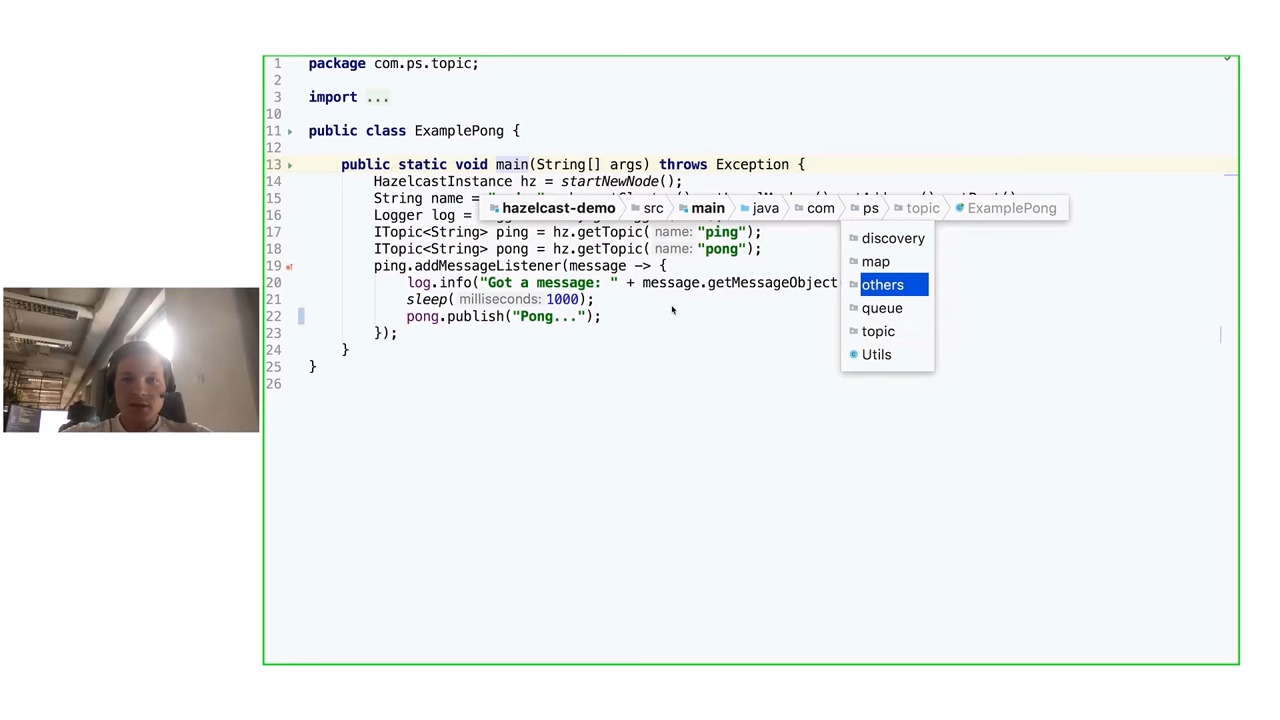 1 package com.ps.topic;
2
3 import ...
10
11 public class ExamplePong {
12
13 public static void main(String[] args) throws Exception {
14 HazelcastInstance hz = startNewNode();
15 String name =
hazelcast-demo src main java com ps topic ExamplePong
16 Logger log =
17 ITopic<String> ping = hz.getTopic( name: "ping");
18 ITopic<String> pong = hz.getTopic( name: "pong");
19 ping.addMessageListener(message -> {
20 log.info("Got a message: " + message.getMessageObject
21 sleep( milliseconds: 1000);
22 pong.publish("Pong...");
23 });
24 }
25 }
26
discovery
map
others
queue
topic
Utils